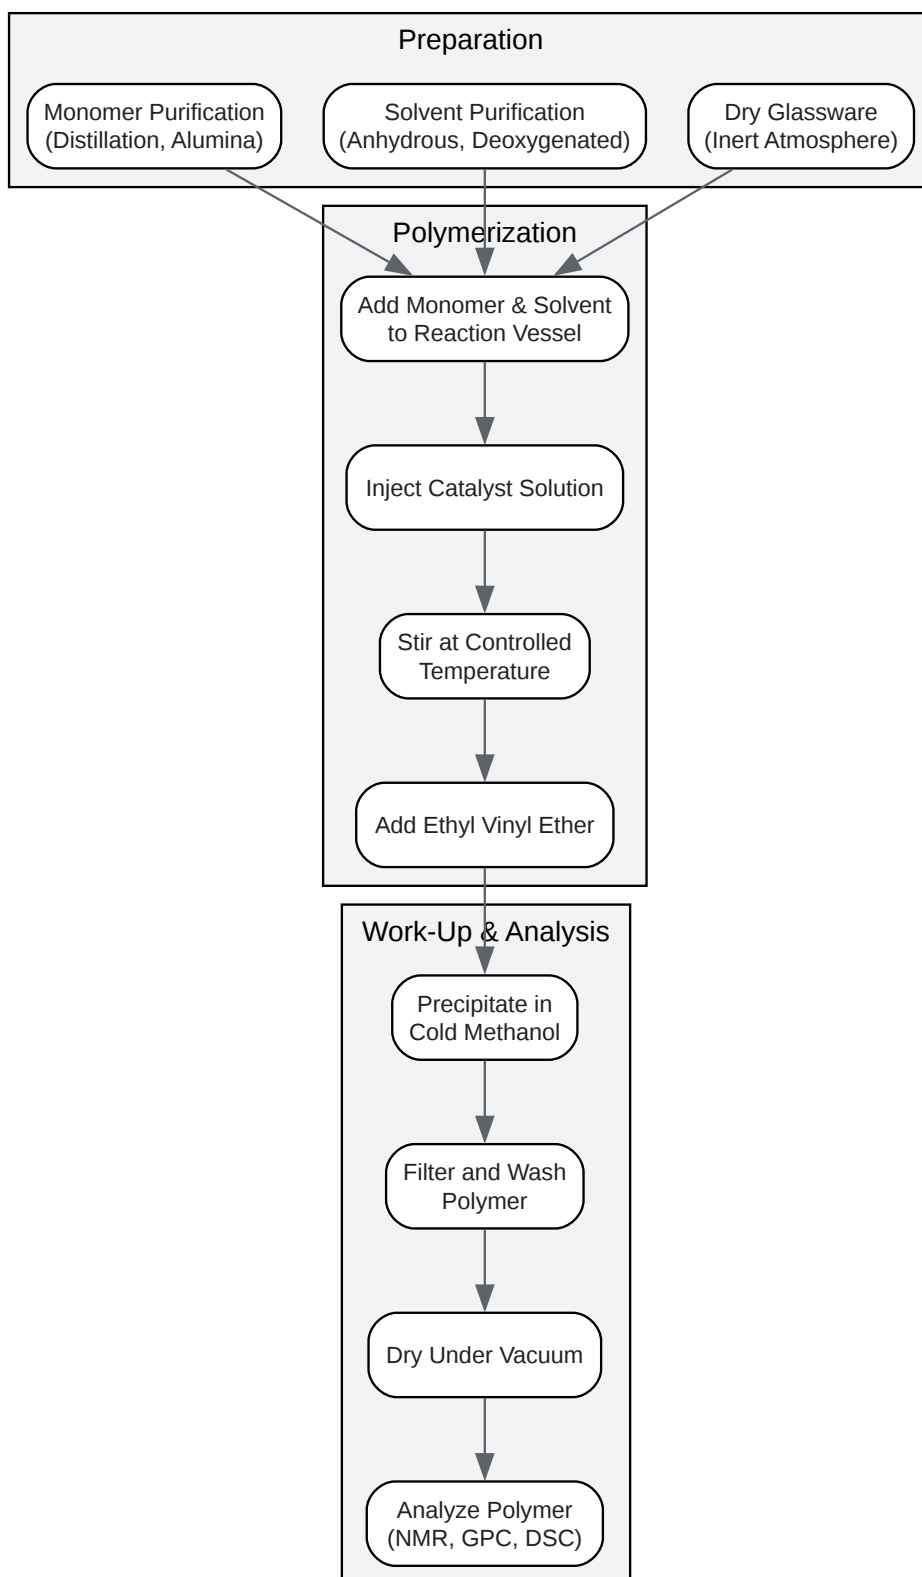 Preparation
Monomer Purification
(Distillation, Alumina)
Solvent Purification
(Anhydrous, Deoxygenated)
Dry Glassware
(Inert Atmosphere)
Polymerization
Add Monomer & Solvent
to Reaction Vessel
Inject Catalyst Solution
Stir at Controlled
Temperature
Add Ethyl Vinyl Ether
Work-Up & Analysis
Precipitate in
Cold Methanol
Filter and Wash
Polymer
Dry Under Vacuum
Analyze Polymer
(NMR, GPC, DSC)